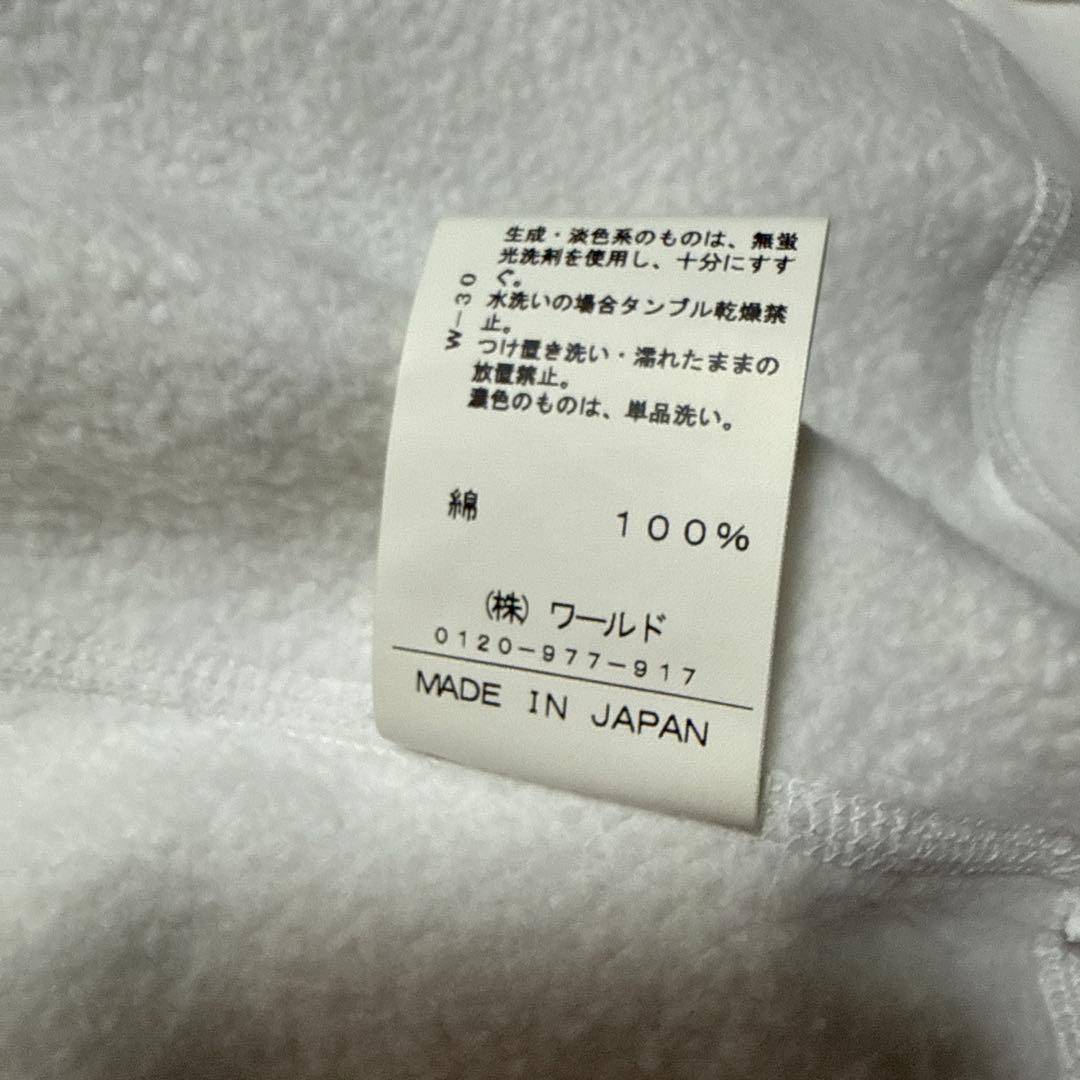 生成・淡色系のものは、無蛍
光洗剤を使用し、十分にすす
ぐ。
水洗いの場合タンブル乾燥禁
止。
つけ置き洗い・濡れたままの
放置禁止。
濃色のものは、単品洗い。
W-30
綿 100%
(株) ワールド
0120-977-917
MADE IN JAPAN